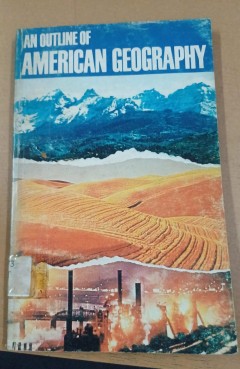 AN OUTLINE OF
AMERICAN GEOGRAPHY